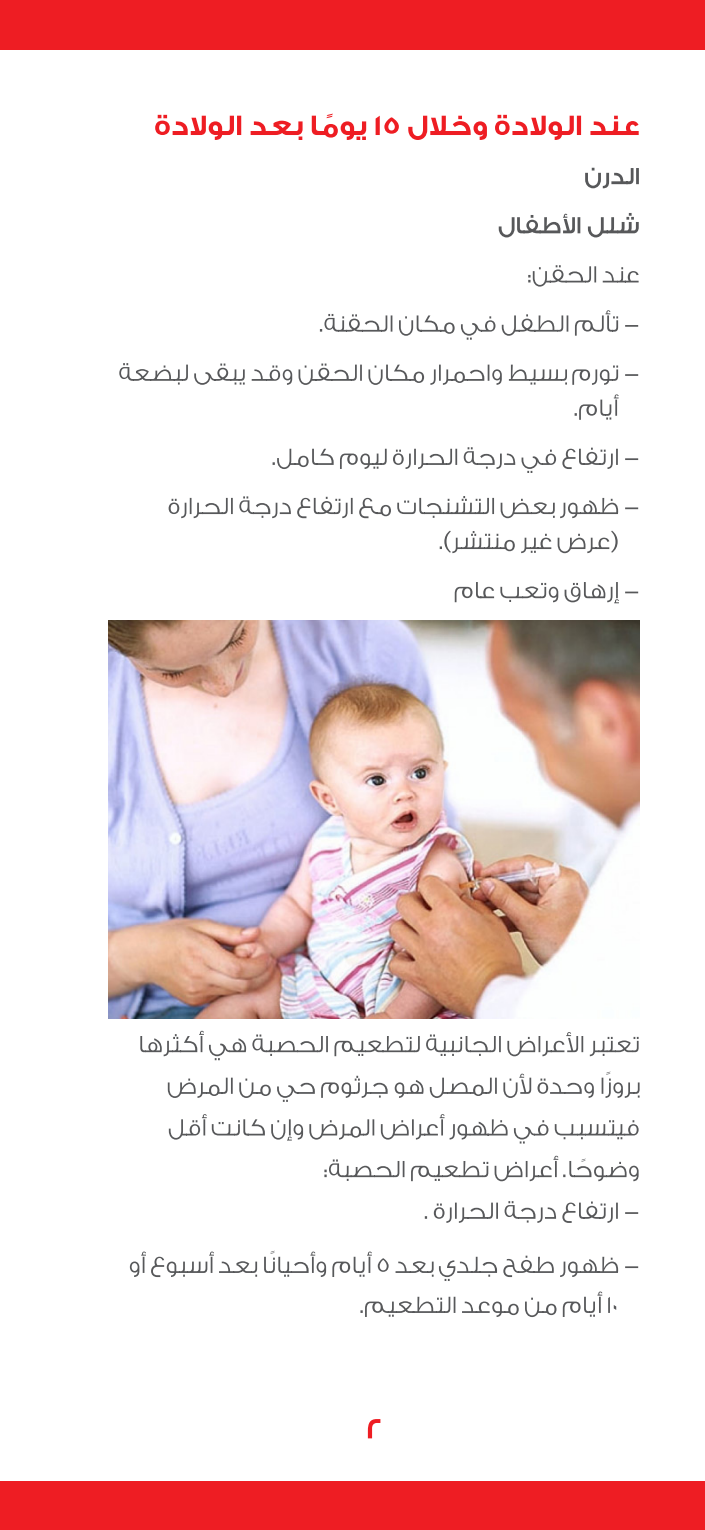 عند الولادة وخلال ١٥ يومًا بعد الولادة
الدرن
شلل الأطفال
عند الحقن:
– تألم الطفل في مكان الحقنة.
– تورم بسيط واحمرار مكان الحقن وقد يبقى لبضعة
أيام.
– ارتفاع في درجة الحرارة ليوم كامل.
– ظهور بعض التشنجات مع ارتفاع درجة الحرارة
(عرض غير منتشر).
– إرهاق وتعب عام
تعتبر الأعراض الجانبية لتطعيم الحصبة هي أكثرها
بروزًا وحدة لأن المصل هو جرثوم حي من المرض
فيتسبب في ظهور أعراض المرض وإن كانت أقل
وضوحًا. أعراض تطعيم الحصبة:
– ارتفاع درجة الحرارة .
– ظهور طفح جلدي بعد ٥ أيام وأحيانًا بعد أسبوع أو
١٠ أيام من موعد التطعيم.
٢